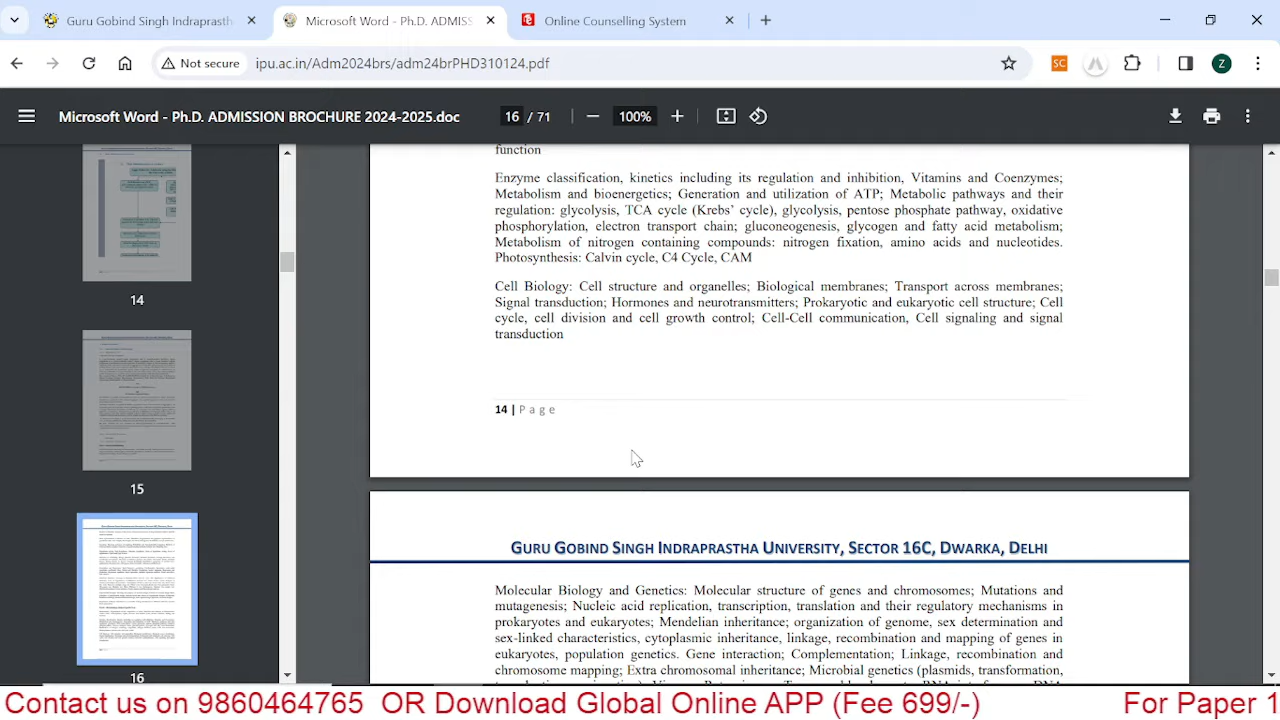 Guru Gobind Singh Indraprasth
Microsoft Word - Ph.D. ADMISS
Online Counselling System
Not secure
ipu.ac.in/Adm2024brs/adm24brPHD310124.pdf
SC
Z
Microsoft Word - Ph.D. ADMISSION BROCHURE 2024-2025.doc
/ 71
100%
14
15
16
function
Enzyme classification, kinetics including its regulation and inhibition, Vitamins and Coenzymes;
Metabolism and bioenergetics; Generation and utilization of ATP; Metabolic pathways and their
regulation: glycolysis, TCA cycle (Krebs' cycle), glycolysis, pentose phosphate pathway, oxidative
phosphorylation, electron transport chain; gluconeogenesis, glycogen and fatty acid metabolism;
Metabolism of nitrogen containing compounds: nitrogen fixation, amino acids and nucleotides.
Photosynthesis: Calvin cycle, C4 Cycle, CAM
Cell Biology: Cell structure and organelles; Biological membranes; Transport across membranes;
Signal transduction; Hormones and neurotransmitters; Prokaryotic and eukaryotic cell structure; Cell
cycle, cell division and cell growth control; Cell-Cell communication, Cell signaling and signal
transduction
14 | Page
GURU GOBIND SINGH INDRAPRASTHA UNIVERSITY, SECTOR 16C, DWARKA, DELHI
Molecular Biology and Genetics: Molecular structure of genes and chromosomes; Mutations and
mutagenesis; Nucleic acid replication, transcription, translation and their regulatory mechanisms in
prokaryotes and eukaryotes; Mendelian inheritance; organization of genome, sex determination and
sex-linked characteristics, cytoplasmic inheritance, linkage, recombination and mapping of genes in
eukaryotes, population genetics. Gene interaction; Complementation; Linkage, recombination and
chromosome mapping; Extra chromosomal inheritance; Microbial genetics (plasmids, transformation,
Contact us on 9860464765 OR Download Global Online APP (Fee 699/-)
For Paper 1